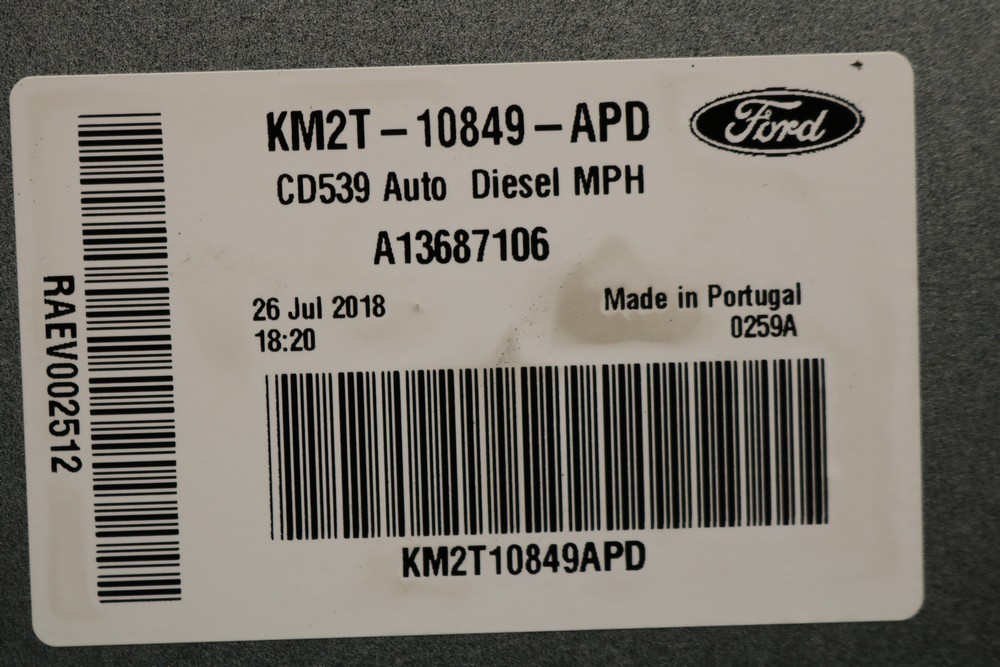 KM2T-10849-APD
Ford
CD539 Auto Diesel MPH
A13687106
26 Jul 2018
18:20
Made in Portugal
0259A
RAEV002512
KM2T10849APD